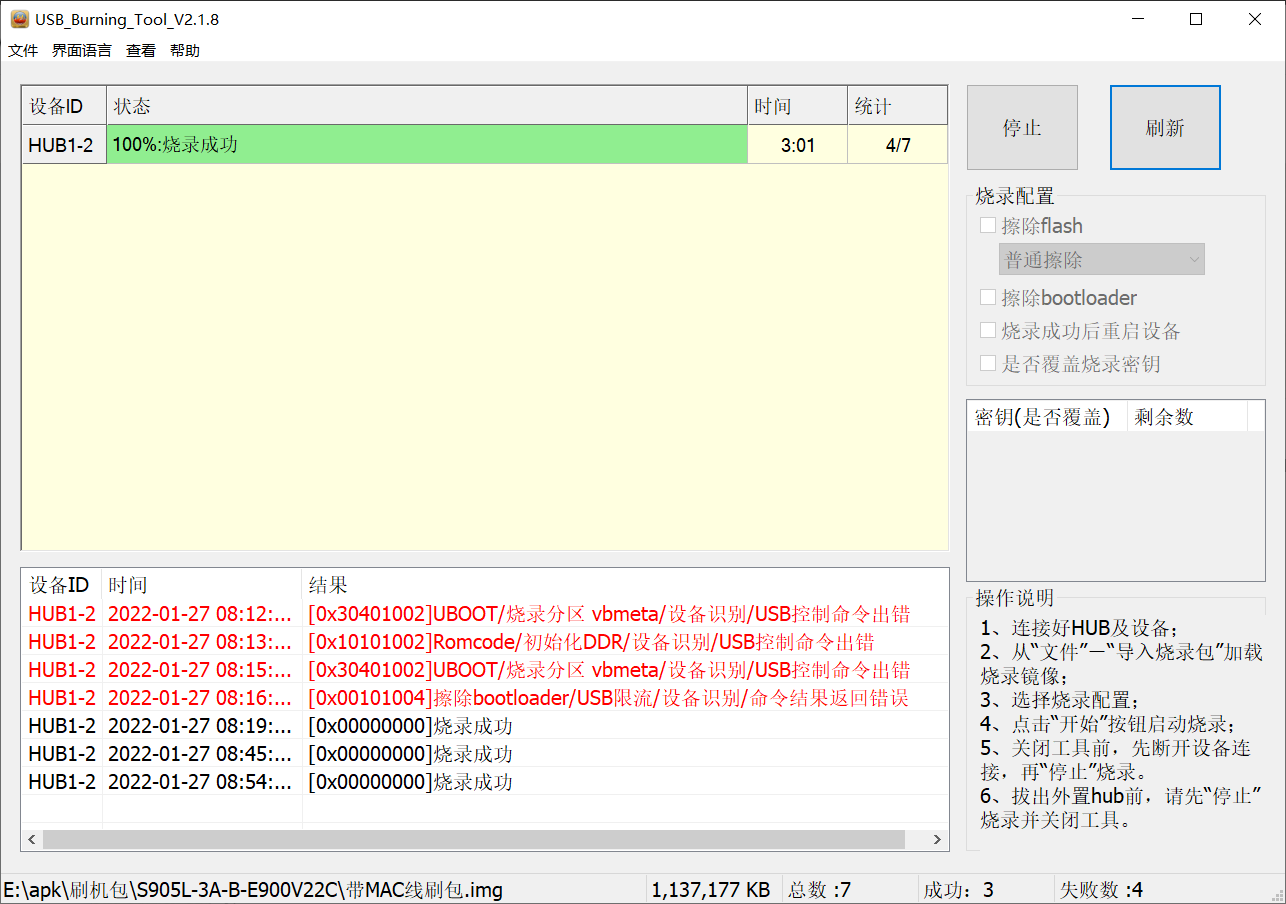 USB_Burning_Tool_V2.1.8
文件 界面语言 查看 帮助
设备ID 状态 时间 统计
HUB1-2 100%:烧录成功 3:01 4/7
停止 刷新
烧录配置
擦除flash
普通擦除
擦除bootloader
烧录成功后重启设备
是否覆盖烧录密钥
密钥(是否覆盖) 剩余数
设备ID 时间 结果
HUB1-2 2022-01-27 08:12:... [0x30401002]UBOOT/烧录分区 vbmeta/设备识别/USB控制命令出错
HUB1-2 2022-01-27 08:13:... [0x10101002]Romcode/初始化DDR/设备识别/USB控制命令出错
HUB1-2 2022-01-27 08:15:... [0x30401002]UBOOT/烧录分区 vbmeta/设备识别/USB控制命令出错
HUB1-2 2022-01-27 08:16:... [0x00101004]擦除bootloader/USB限流/设备识别/命令结果返回错误
HUB1-2 2022-01-27 08:19:... [0x00000000]烧录成功
HUB1-2 2022-01-27 08:45:... [0x00000000]烧录成功
HUB1-2 2022-01-27 08:54:... [0x00000000]烧录成功
操作说明
1、连接好HUB及设备；
2、从“文件”—“导入烧录包”加载
烧录镜像；
3、选择烧录配置；
4、点击“开始”按钮启动烧录；
5、关闭工具前，先断开设备连
接，再“停止”烧录。
6、拔出外置hub前，请先“停止”
烧录并关闭工具。
E:\apk\刷机包\S905L-3A-B-E900V22C\带MAC线刷包.img 1,137,177 KB 总数 :7 成功：3 失败数 :4